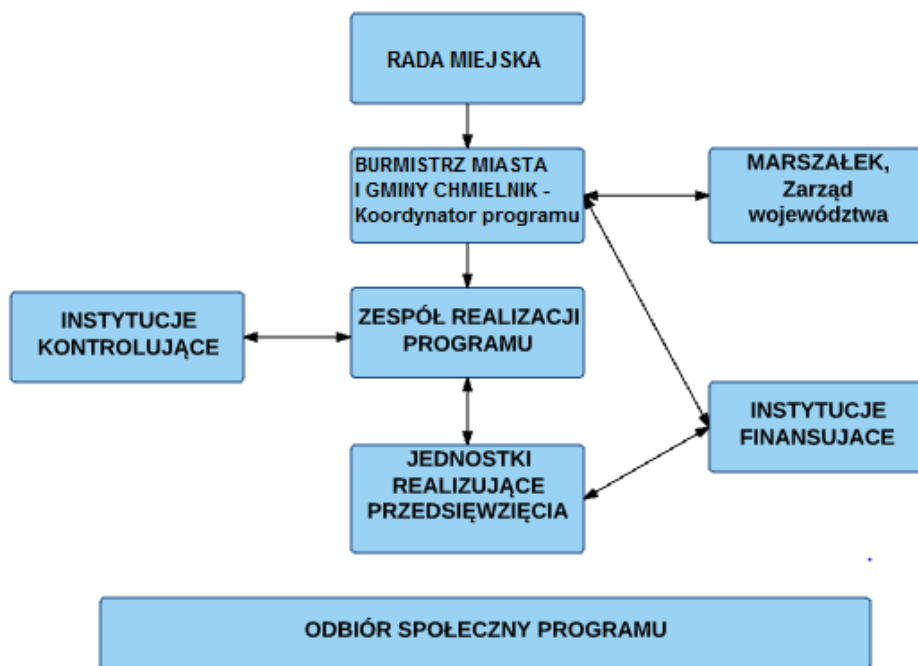 RADA MIEJSKA
BURMISTRZ MIASTA
I GMINY CHMIELNIK -
Koordynator programu
MARSZAŁEK,
Zarząd
województwa
INSTYTUCJE
KONTROLUJĄCE
ZESPÓŁ REALIZACJI
PROGRAMU
INSTYTUCJE
FINANSUJACE
JEDNOSTKI
REALIZUJĄCE
PRZEDSIĘWZIĘCIA
ODBIÓR SPOŁECZNY PROGRAMU